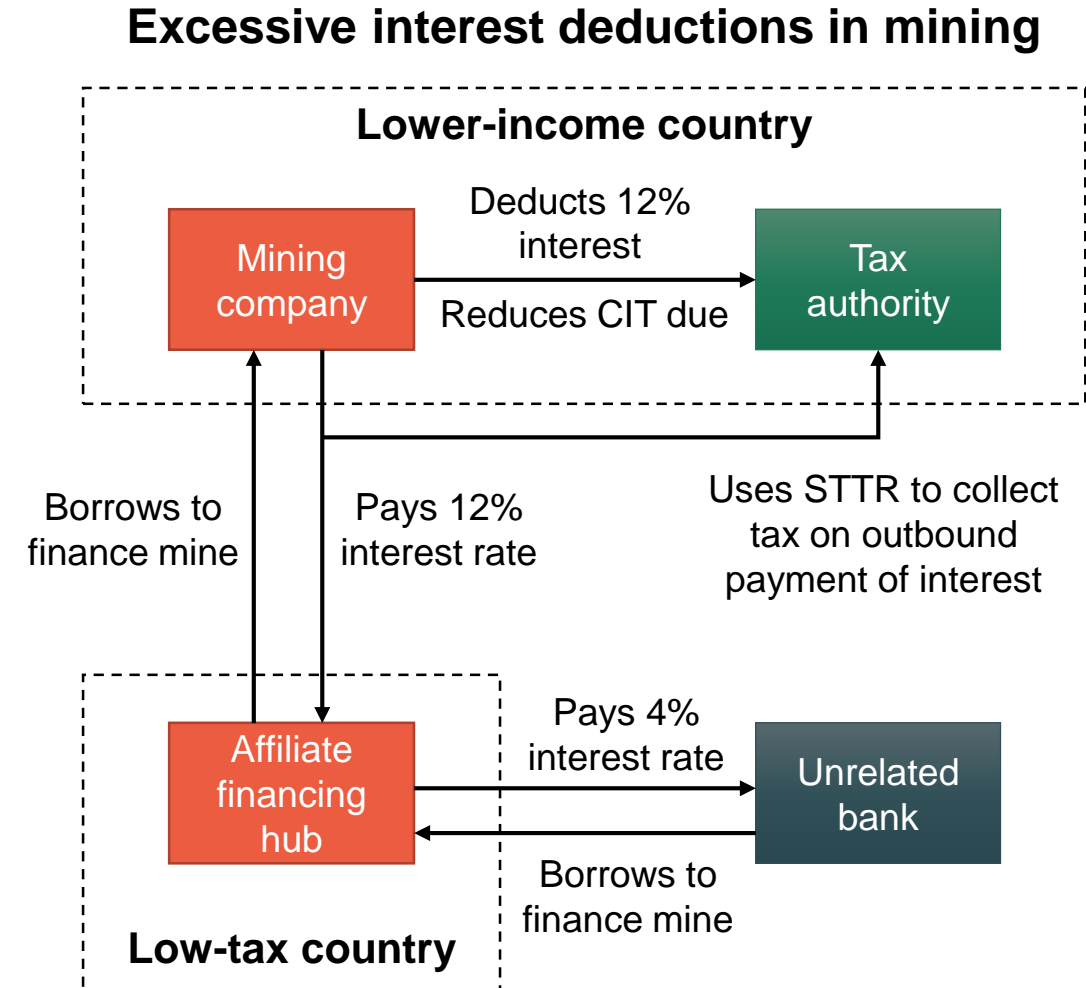 Excessive interest deductions in mining
Lower-income country
Deducts 12%
interest
Mining
company
Tax
authority
Reduces CIT due
Borrows to
finance mine
Pays 12%
interest rate
Uses STTR to collect
tax on outbound
payment of interest
Pays 4%
interest rate
Affiliate
financing
hub
Unrelated
bank
Borrows to
finance mine
Low-tax country